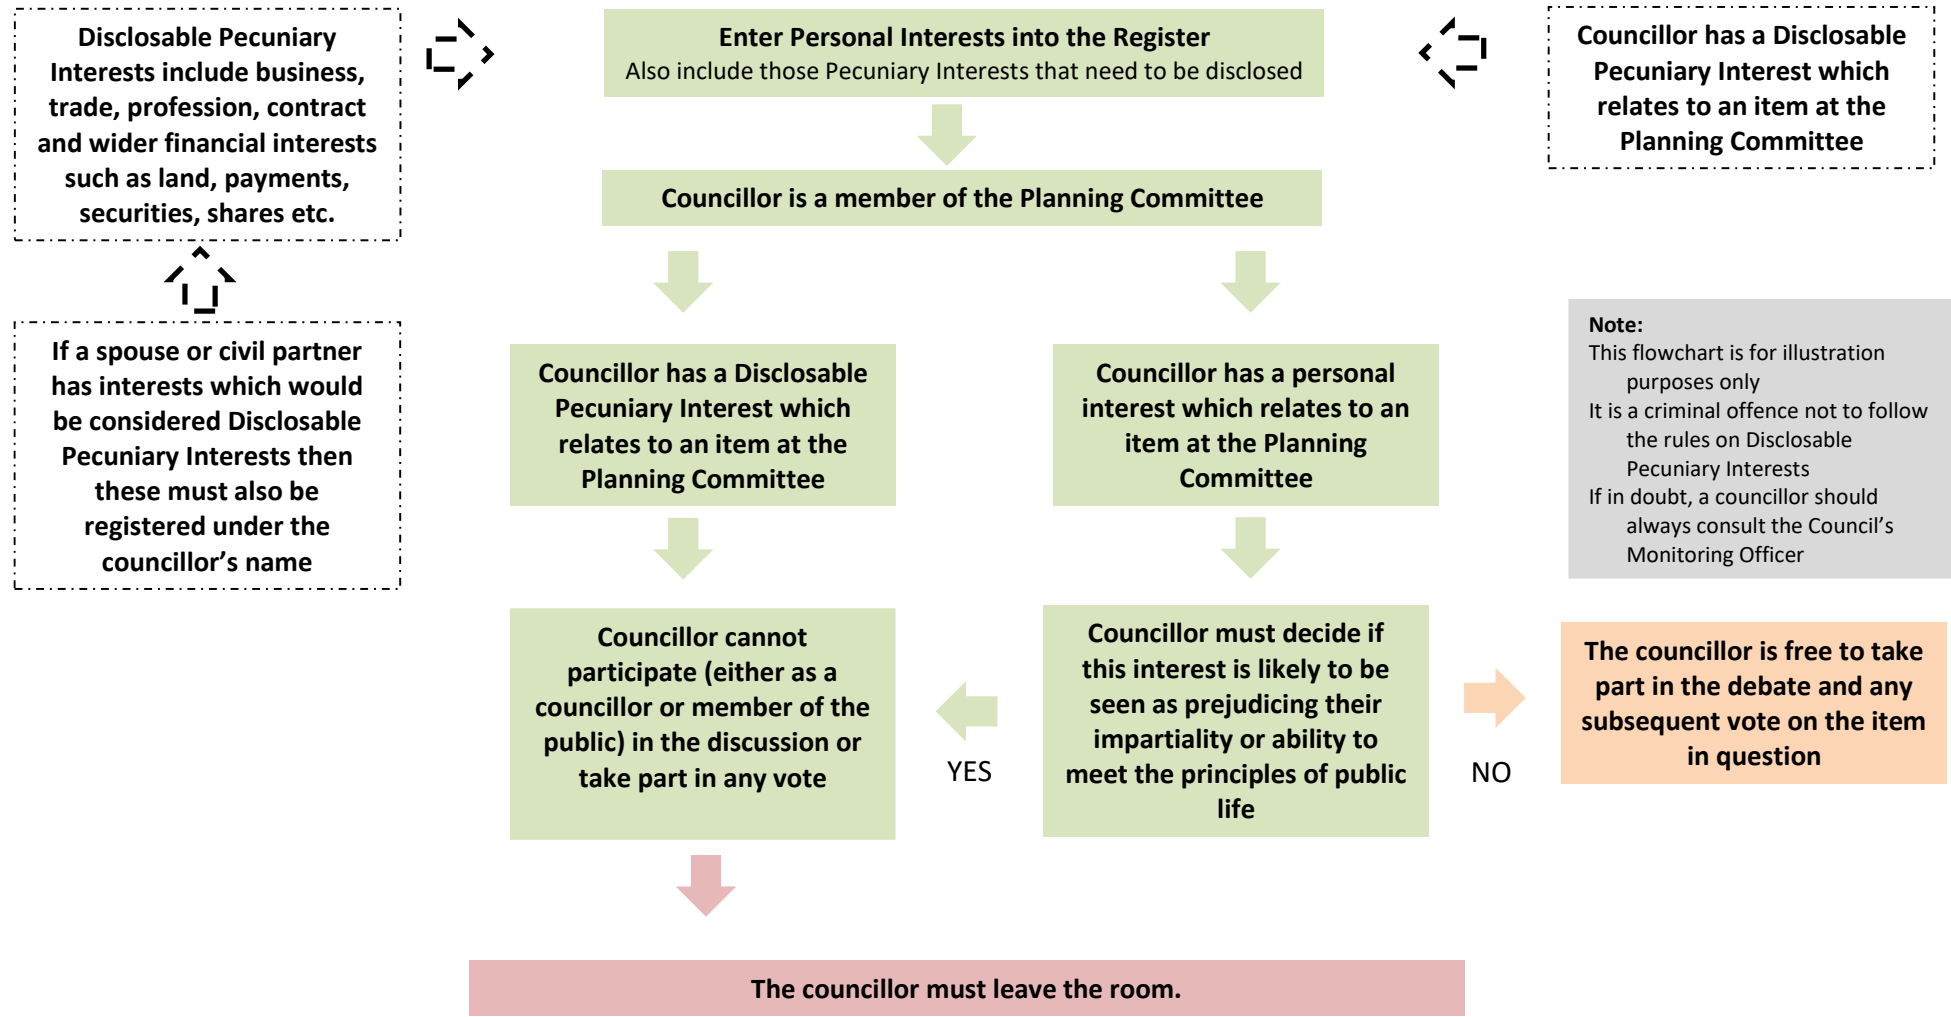 Disclosable Pecuniary
Interests include business,
trade, profession, contract
and wider financial interests
such as land, payments,
securities, shares etc.
Enter Personal Interests into the Register
Also include those Pecuniary Interests that need to be disclosed
Councillor has a Disclosable
Pecuniary Interest which
relates to an item at the
Planning Committee
Councillor is a member of the Planning Committee
If a spouse or civil partner
has interests which would
be considered Disclosable
Pecuniary Interests then
these must also be
registered under the
councillor’s name
Councillor has a Disclosable
Pecuniary Interest which
relates to an item at the
Planning Committee
Councillor has a personal
interest which relates to an
item at the Planning
Committee
Note:
This flowchart is for illustration
purposes only
It is a criminal offence not to follow
the rules on Disclosable
Pecuniary Interests
If in doubt, a councillor should
always consult the Council’s
Monitoring Officer
Councillor cannot
participate (either as a
councillor or member of the
public) in the discussion or
take part in any vote
YES
Councillor must decide if
this interest is likely to be
seen as prejudicing their
impartiality or ability to
meet the principles of public
life
NO
The councillor is free to take
part in the debate and any
subsequent vote on the item
in question
The councillor must leave the room.